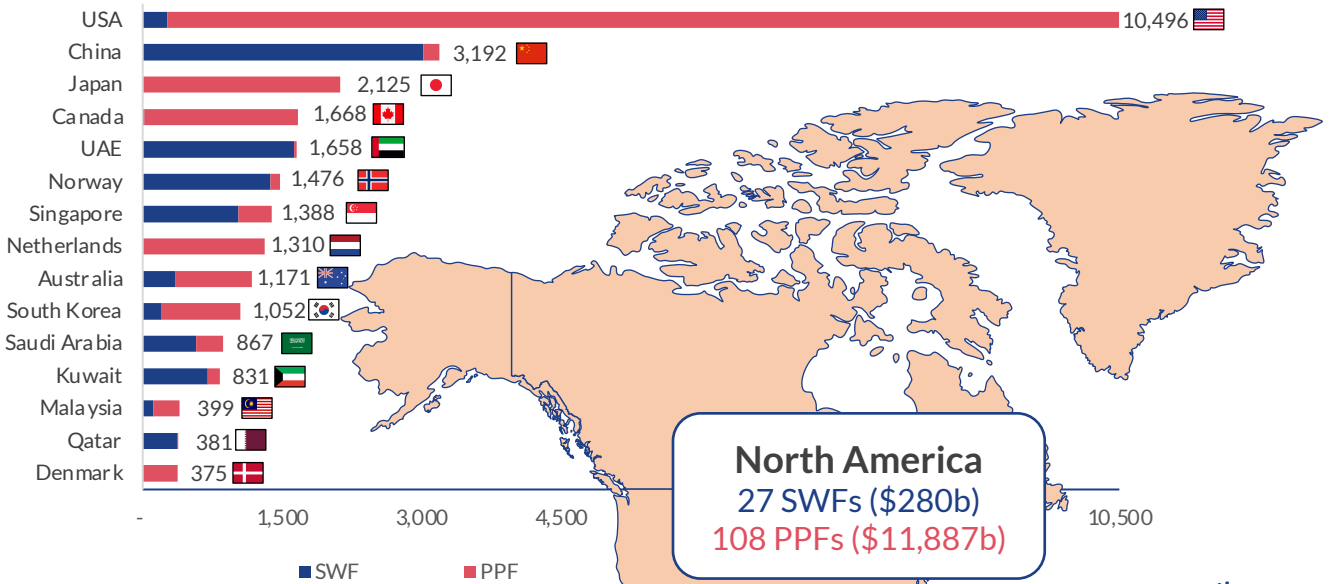 USA 10,496
China 3,192
Japan 2,125
Canada 1,668
UAE 1,658
Norway 1,476
Singapore 1,388
Netherlands 1,310
Australia 1,171
South Korea 1,052
Saudi Arabia 867
Kuwait 831
Malaysia 399
Qatar 381
Denmark 375
- 1,500 3,000 4,500 10,500
SWF PPF
North America
27 SWFs ($280b)
108 PPFs ($11,887b)